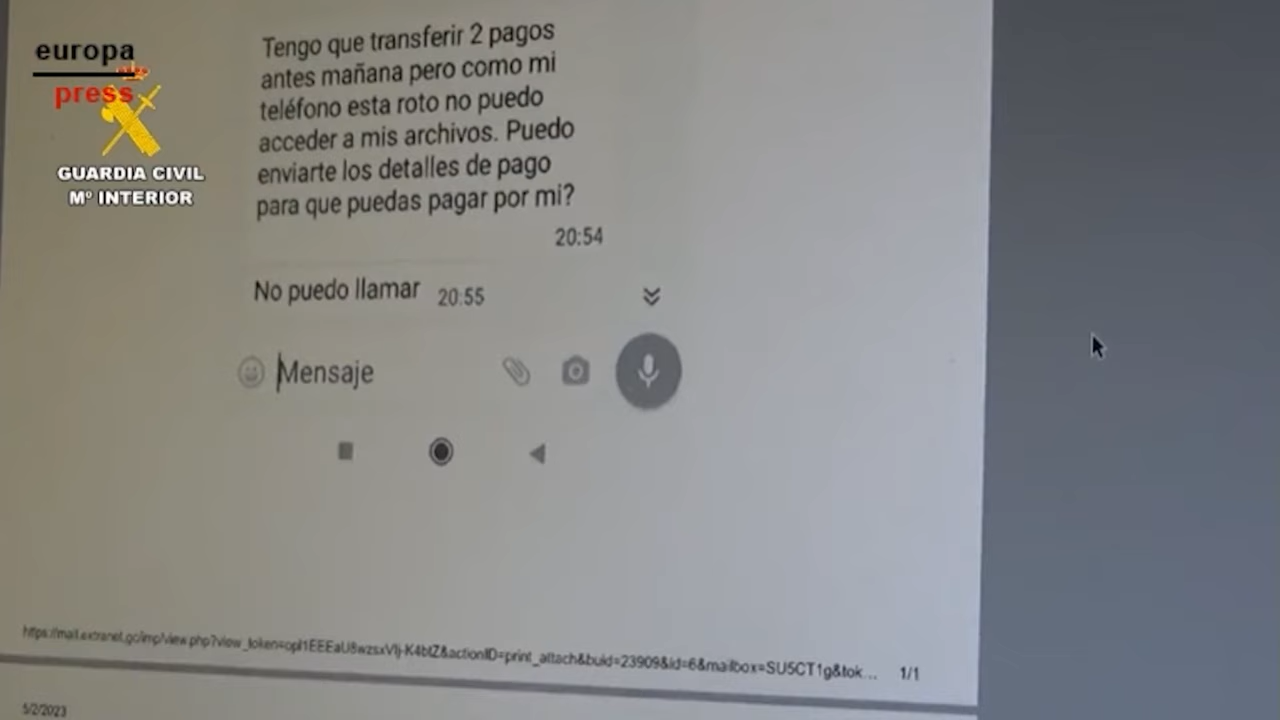 europa
press
GUARDIA CIVIL
Mº INTERIOR
Tengo que transferir 2 pagos
antes mañana pero como mi
teléfono esta roto no puedo
acceder a mis archivos. Puedo
enviarte los detalles de pago
para que puedas pagar por mi?
20:54
No puedo llamar 20:55
Mensaje
1/1
5/2/2023